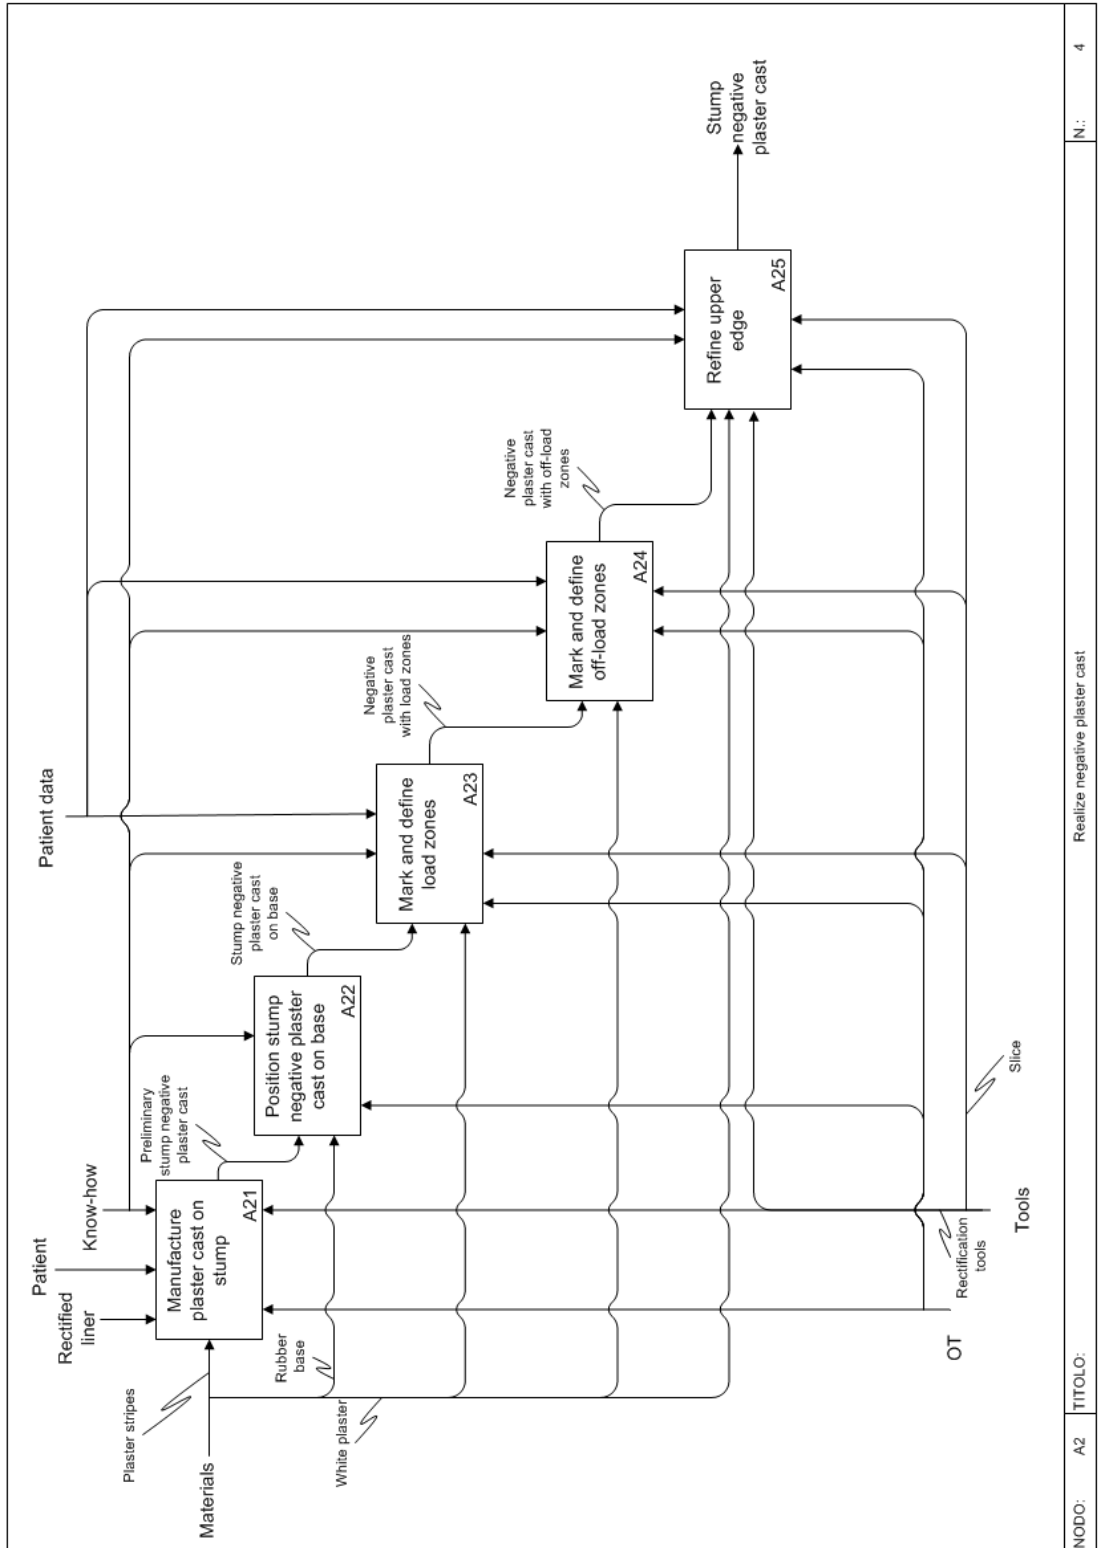 Patient data
Patient
Know-how
Rectified
liner
Manufacture
plaster cast on
stump
A21
Preliminary
stump negative
plaster cast
Position stump
negative plaster
cast on base
A22
Stump negative
plaster cast
on base
Mark and define
load zones
A23
Negative
plaster cast
with load zones
Mark and define
off-load zones
A24
Negative
plaster cast
with off-load
zones
Refine upper
edge
A25
Stump
negative
plaster cast
Plaster stripes
Materials
Rubber
base
White plaster
OT
Rectification
tools
Tools
Slice
NODO:
A2
TITOLO:
Realize negative plaster cast
N.:
4